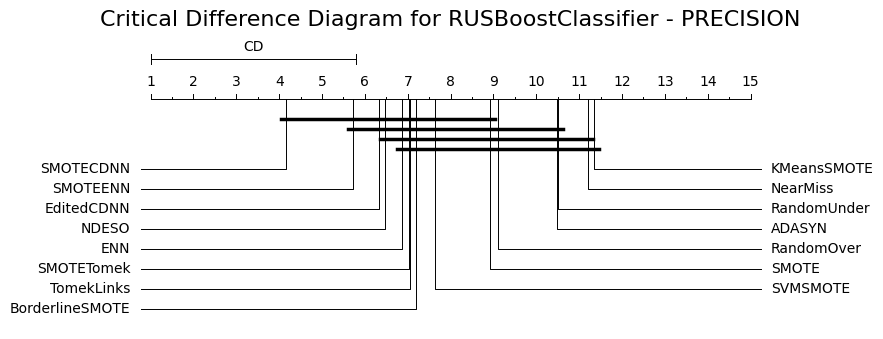 Critical Difference Diagram for RUSBoostClassifier - PRECISION
CD
1 2 3 4 5 6 7 8 9 10 11 12 13 14 15
SMOTECDNN KMeansSMOTE
SMOTEENN NearMiss
EditedCDNN RandomUnder
NDESO ADASYN
ENN RandomOver
SMOTETomek SMOTE
TomekLinks SVMSMOTE
BorderlineSMOTE